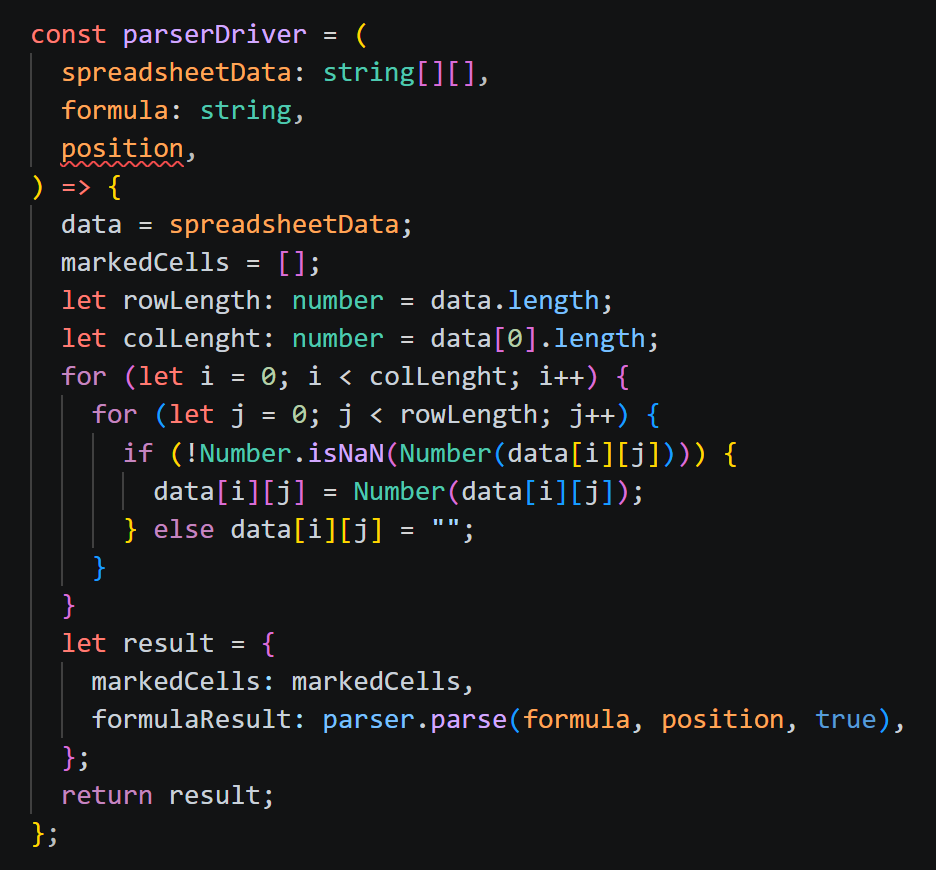 const parserDriver = (
  spreadsheetData: string[][],
  formula: string,
  position,
) => {
  data = spreadsheetData;
  markedCells = [];
  let rowLength: number = data.length;
  let colLenght: number = data[0].length;
  for (let i = 0; i < colLenght; i++) {
    for (let j = 0; j < rowLength; j++) {
      if (!Number.isNaN(Number(data[i][j]))) {
        data[i][j] = Number(data[i][j]);
      } else data[i][j] = "";
    }
  }
  let result = {
    markedCells: markedCells,
    formulaResult: parser.parse(formula, position, true),
  };
  return result;
};